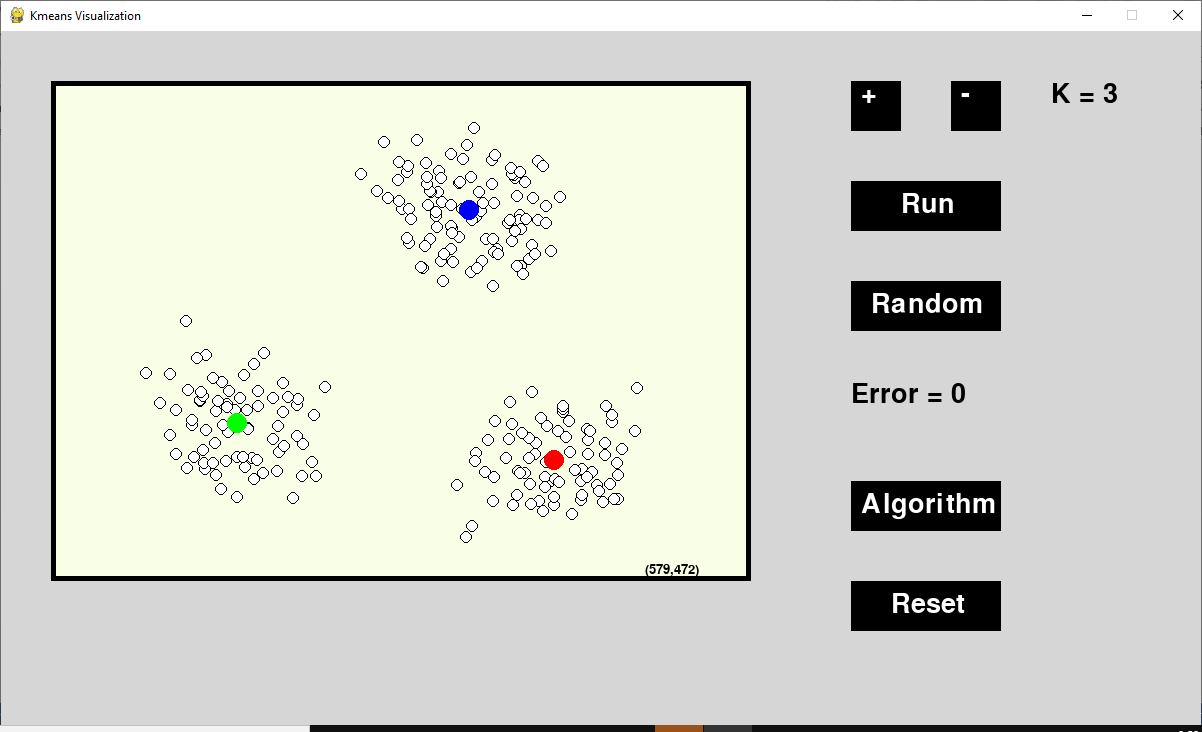 Kmeans Visualization
+ - K = 3
Run
Random
Error = 0
Algorithm
(579,472)
Reset